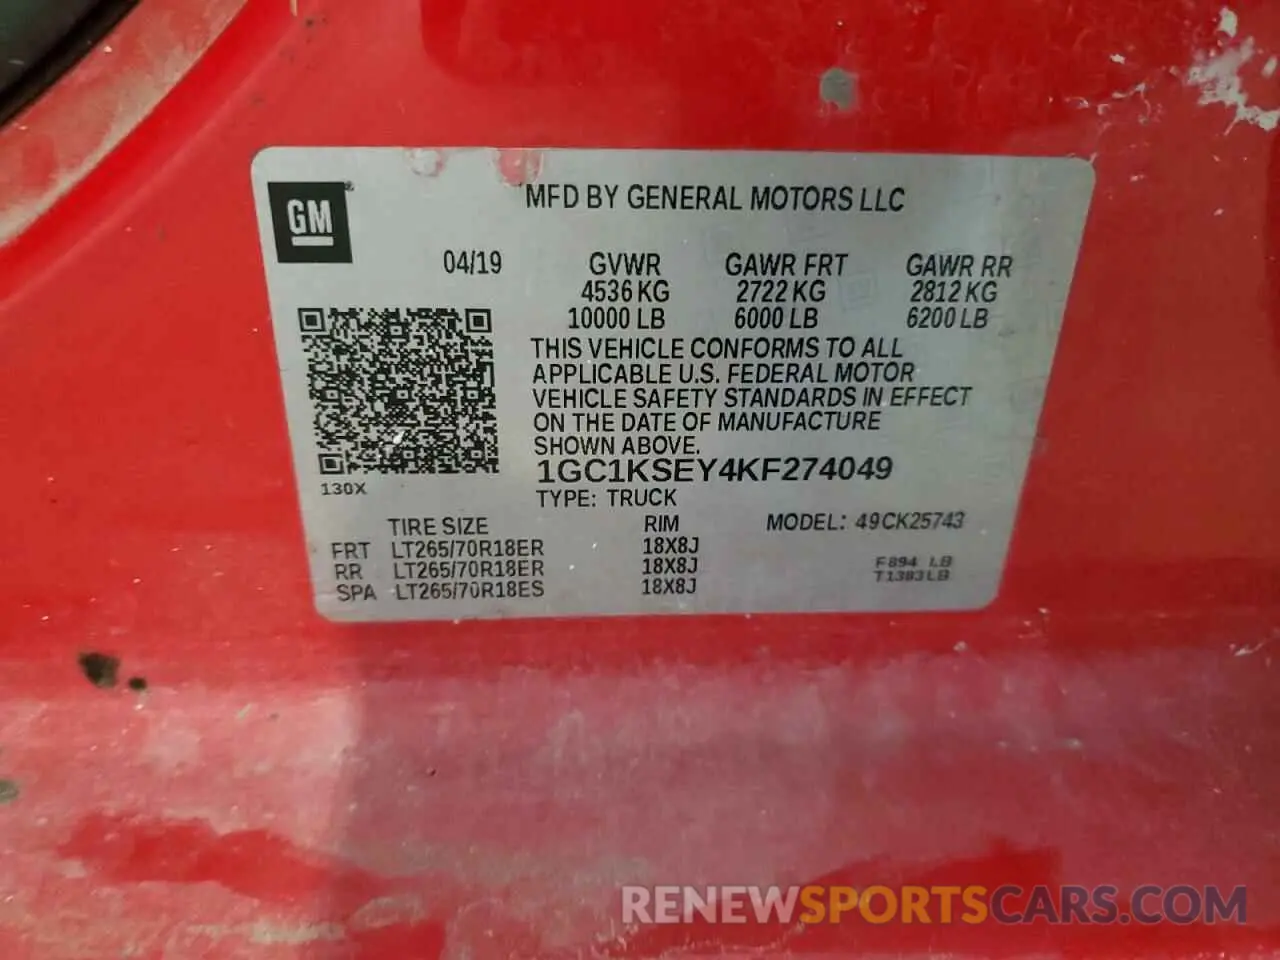 MFD BY GENERAL MOTORS LLC
GM
04/19 GVWR GAWR FRT GAWR RR
4536 KG 2722 KG 2812 KG
10000 LB 6000 LB 6200 LB
THIS VEHICLE CONFORMS TO ALL
APPLICABLE U.S. FEDERAL MOTOR
VEHICLE SAFETY STANDARDS IN EFFECT
ON THE DATE OF MANUFACTURE
SHOWN ABOVE.
1GC1KSEY4KF274049
130X
TYPE: TRUCK
TIRE SIZE RIM MODEL: 49CK25743
FRT LT265/70R18ER 18X8J
RR LT265/70R18ER 18X8J
SPA LT265/70R18ES 18X8J
F894 LB
T1383LB
RENEWSPORTSCARS.COM